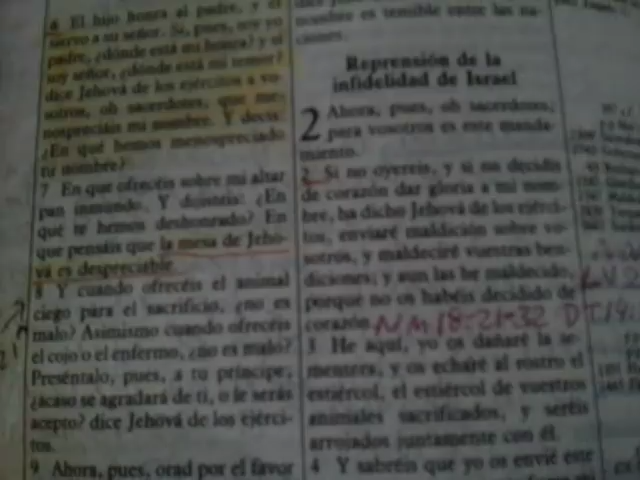 6 El hijo honra al padre, y el
siervo a su señor. Si, pues, soy yo
padre, ¿dónde está mi honra? y si
soy señor, ¿dónde está mi temor?
dice Jehová de los ejércitos a vo-
sotros, oh sacerdotes, que me-
nospreciáis mi nombre. Y decís:
¿En qué hemos menospreciado
tu nombre?
7 En que ofrecéis sobre mi altar
pan inmundo. Y dijisteis: ¿En
qué te hemos deshonrado? En
que pensáis que la mesa de Jeho-
vá es despreciable.
8 Y cuando ofrecéis el animal
ciego para el sacrificio, ¿no es
malo? Asimismo cuando ofrecéis
el cojo o el enfermo, ¿no es malo?
Preséntalo, pues, a tu príncipe;
¿acaso se agradará de ti, o le serás
acepto? dice Jehová de los ejérci-
tos.
9 Ahora, pues, orad por el favor
nombre es temible entre las na-
ciones.
Reprensión de la
infidelidad de Israel
2 Ahora, pues, oh sacerdotes,
para vosotros es este manda-
miento.
2 Si no oyereis, y si no decidís
de corazón dar gloria a mi nom-
bre, ha dicho Jehová de los ejérci-
tos, enviaré maldición sobre vo-
sotros, y maldeciré vuestras ben-
diciones; y aun las he maldecido,
porque no os habéis decidido de
corazón. NM 18:21-32
3 He aquí, yo os dañaré la se-
mentera, y os echaré al rostro el
estiércol, el estiércol de vuestros
animales sacrificados, y seréis
arrojados juntamente con él.
4 Y sabréis que yo os envié este